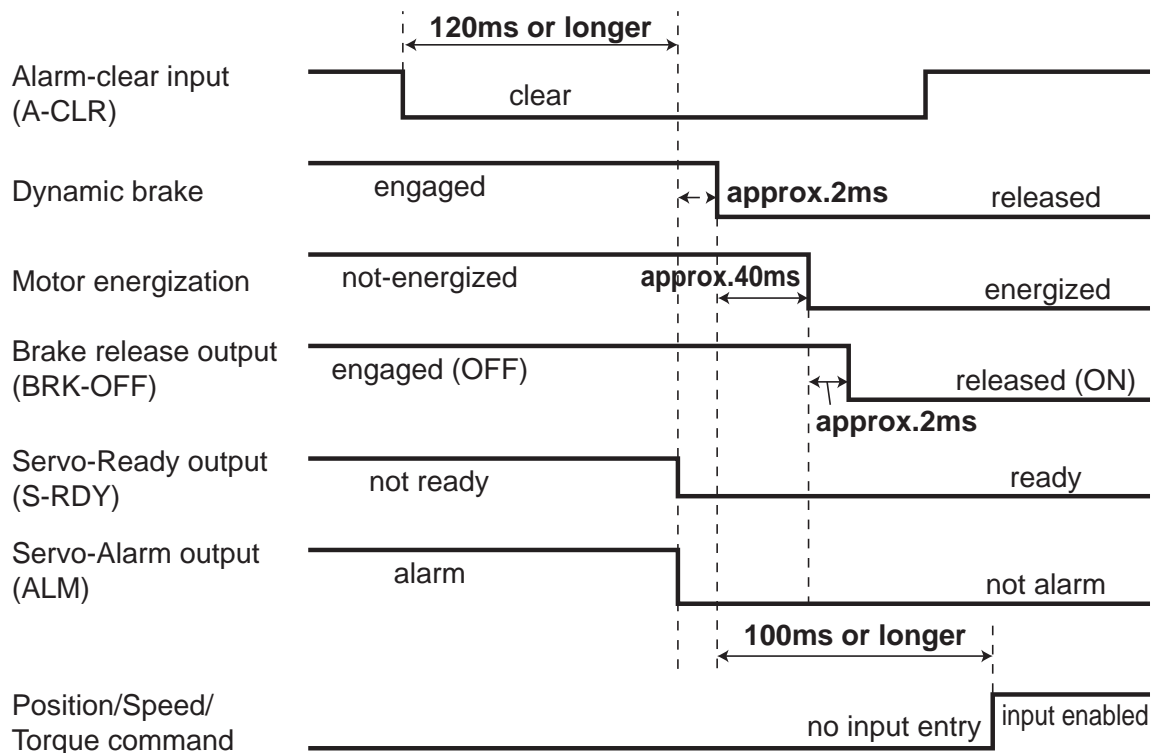 120ms or longer
Alarm-clear input
(A-CLR)
clear
Dynamic brake
engaged
approx.2ms
released
Motor energization
not-energized
approx.40ms
energized
Brake release output
(BRK-OFF)
engaged (OFF)
released (ON)
approx.2ms
Servo-Ready output
(S-RDY)
not ready
ready
Servo-Alarm output
(ALM)
alarm
not alarm
100ms or longer
Position/Speed/
Torque command
no input entry
input enabled